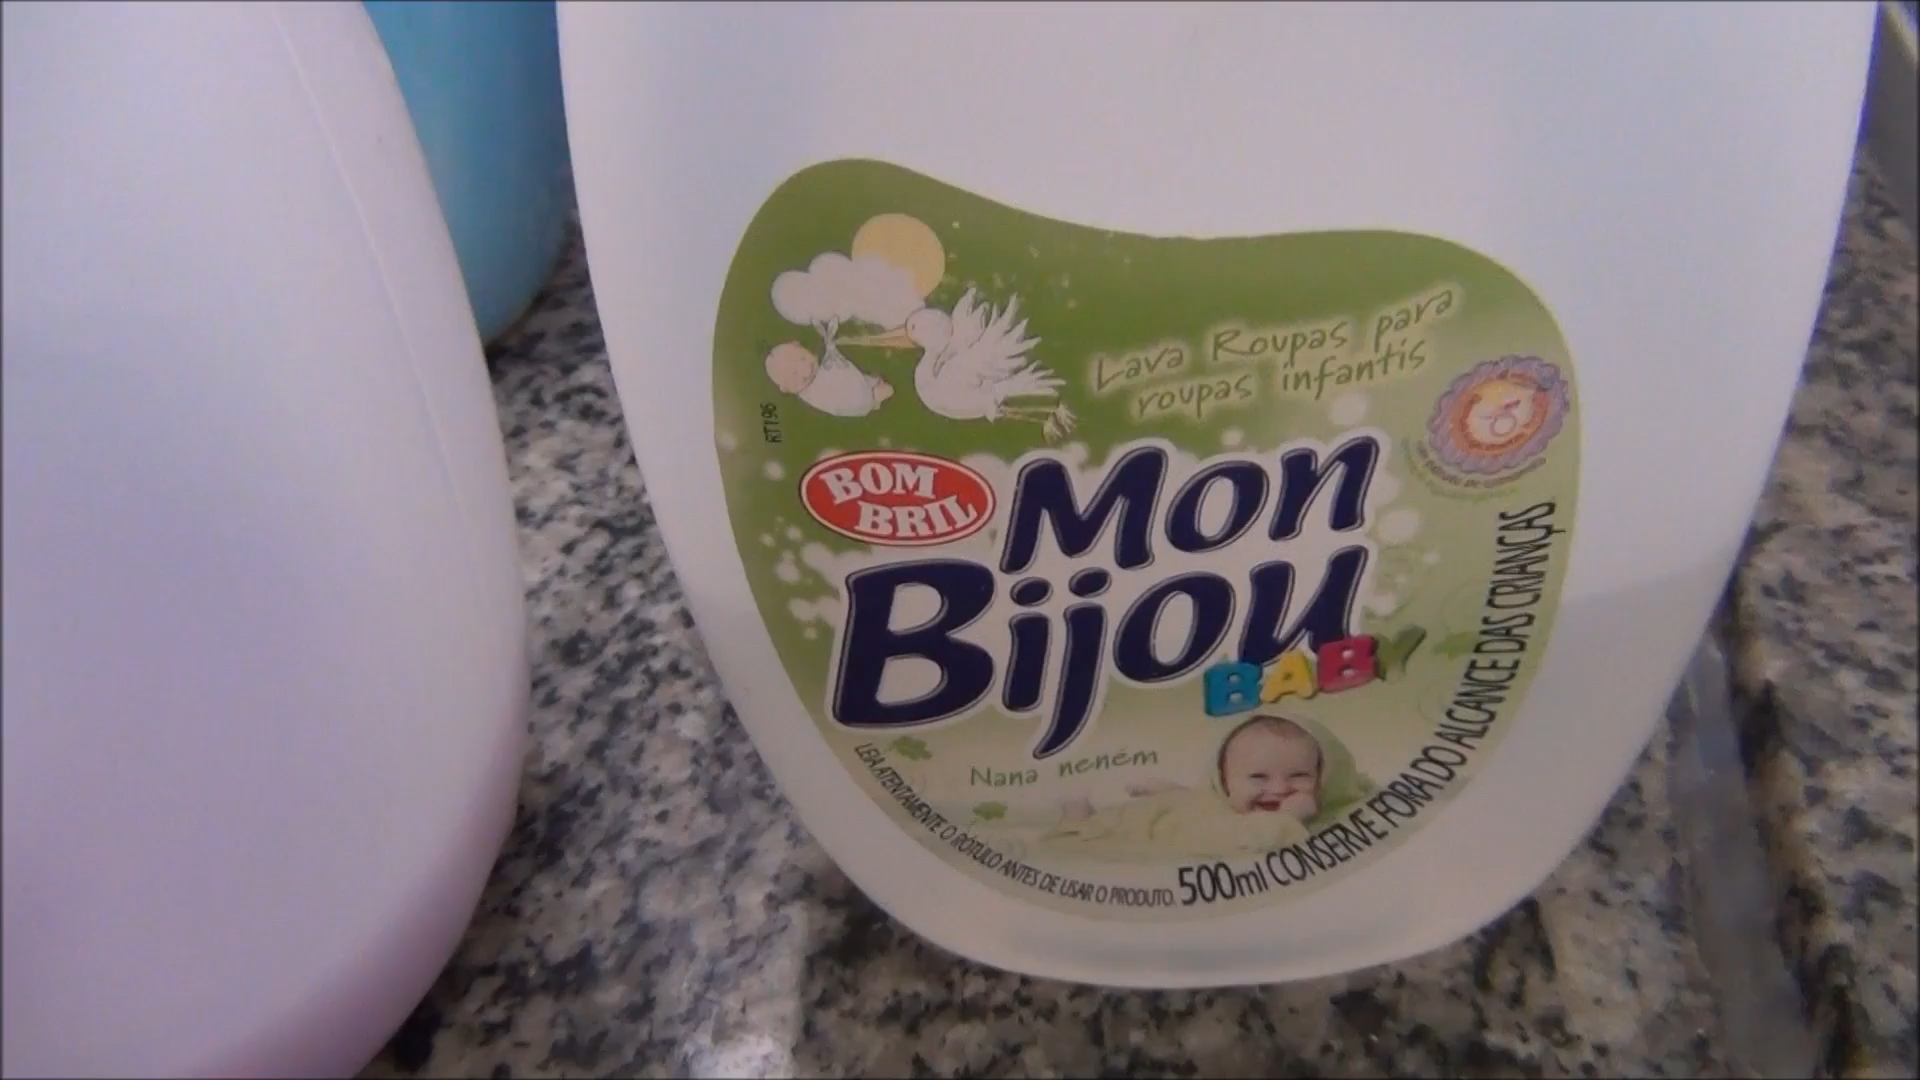 Lava Roupas para
roupas infantis
RT196
BOM
BRIL
Mon
Bijou
BABY
Nana neném
LEIA ATENTAMENTE O RÓTULO ANTES DE USAR O PRODUTO.
500ml CONSERVE FORA DO ALCANCE DAS CRIANÇAS